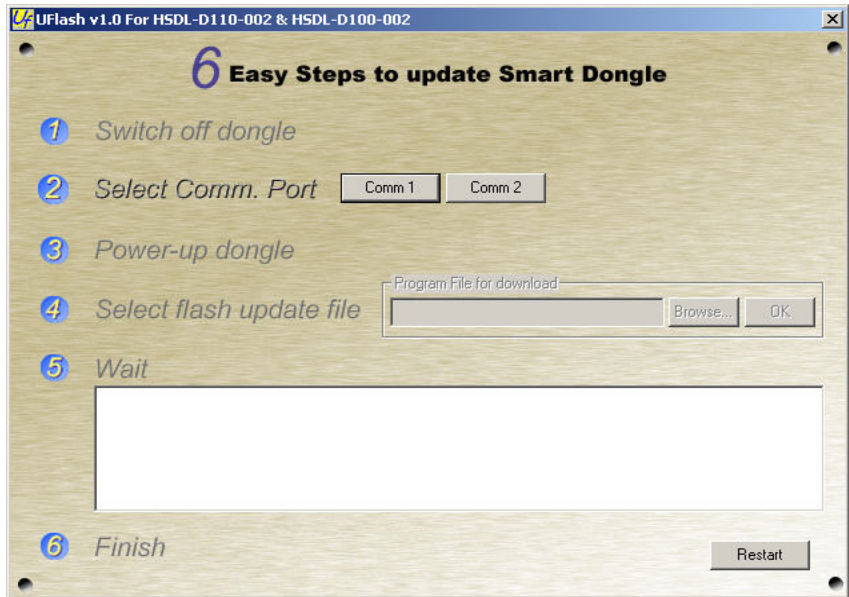 UFlash v1.0 For HSDL-D110-002 & HSDL-D100-002
6 Easy Steps to update Smart Dongle
1 Switch off dongle
2 Select Comm. Port Comm 1 Comm 2
3 Power-up dongle
Program File for download
4 Select flash update file Browse... OK
5 Wait
6 Finish
Restart